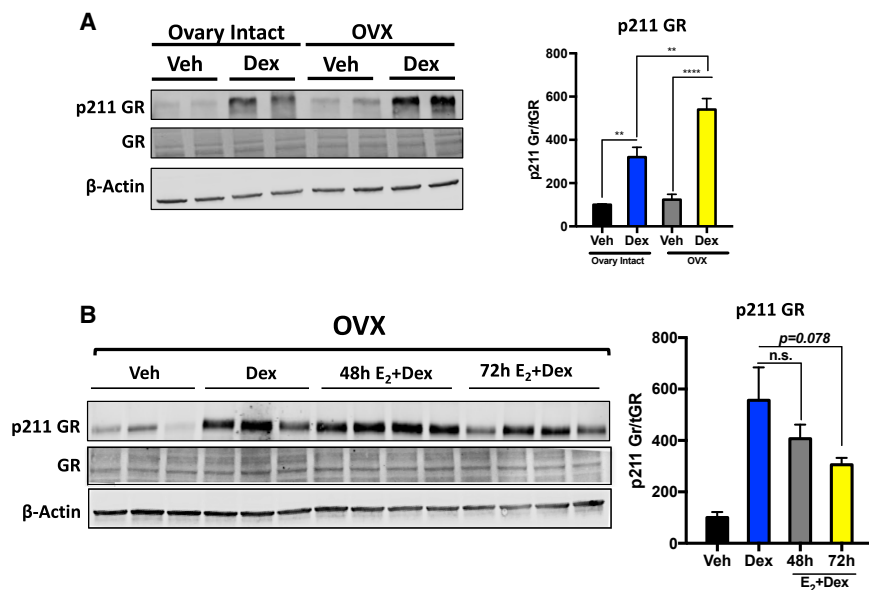 A
Ovary Intact OVX
Veh Dex Veh Dex
p211 GR
GR
β-Actin
p211 GR
p211 Gr/tGR
800
600
400
200
0
**
**
****
Veh Dex Veh Dex
Ovary Intact OVX
B
OVX
Veh Dex 48h E₂+Dex 72h E₂+Dex
p211 GR
GR
β-Actin
p211 GR
p211 Gr/tGR
800
600
400
200
0
p=0.078
n.s.
Veh Dex 48h 72h
E₂+Dex